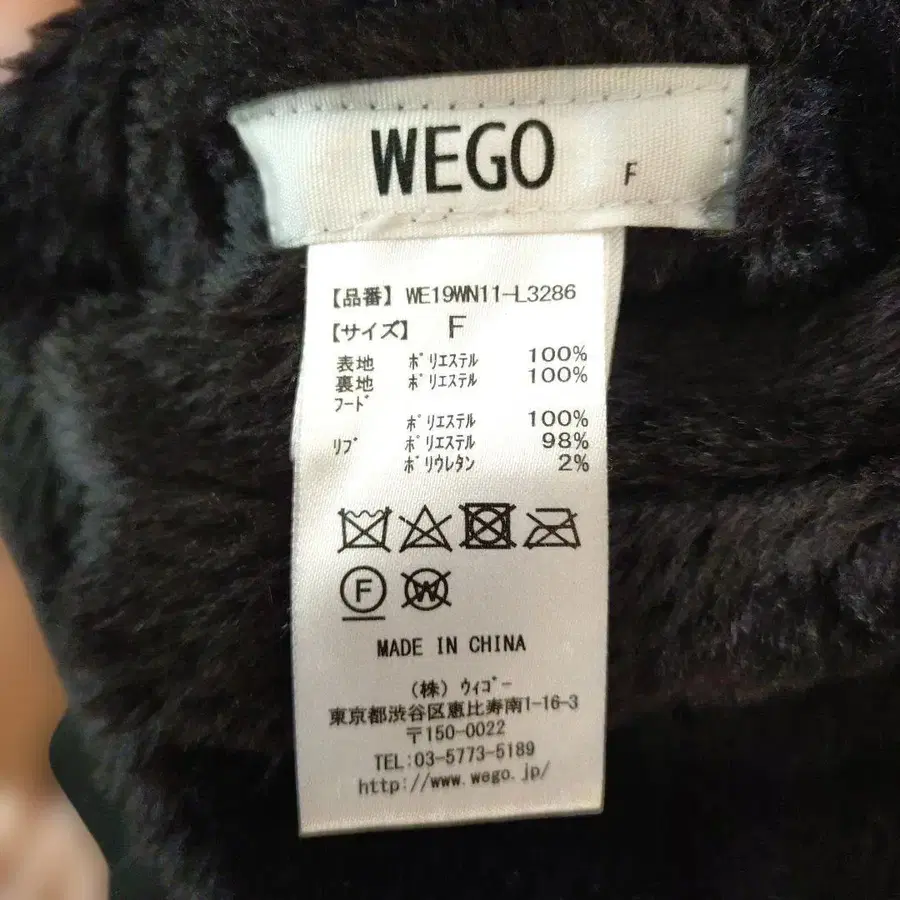 WEGO F
【品番】 WE19WN11-L3286
【サイズ】 F
表地 ﾎﾟﾘｴｽﾃﾙ 100%
裏地 ﾎﾟﾘｴｽﾃﾙ 100%
ﾌｰﾄﾞ
ﾎﾟﾘｴｽﾃﾙ 100%
ﾘﾌﾞ ﾎﾟﾘｴｽﾃﾙ 98%
ﾎﾟﾘｳﾚﾀﾝ 2%
F W
MADE IN CHINA
(株) ｳｨｺﾞｰ
東京都渋谷区恵比寿南1-16-3
〒150-0022
TEL:03-5773-5189
http://www.wego.jp/